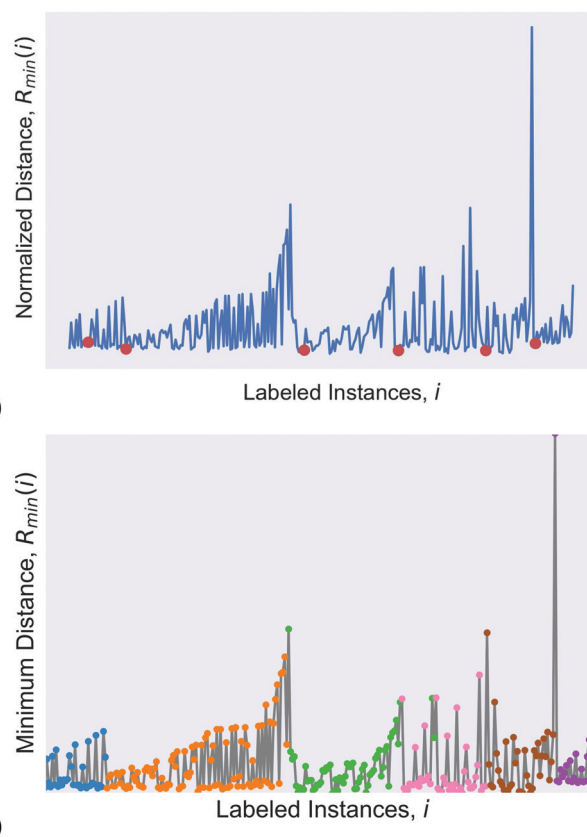 Normalized Distance, Rmin(i)
Labeled Instances, i
)
Minimum Distance, Rmin(i)
Labeled Instances, i
)